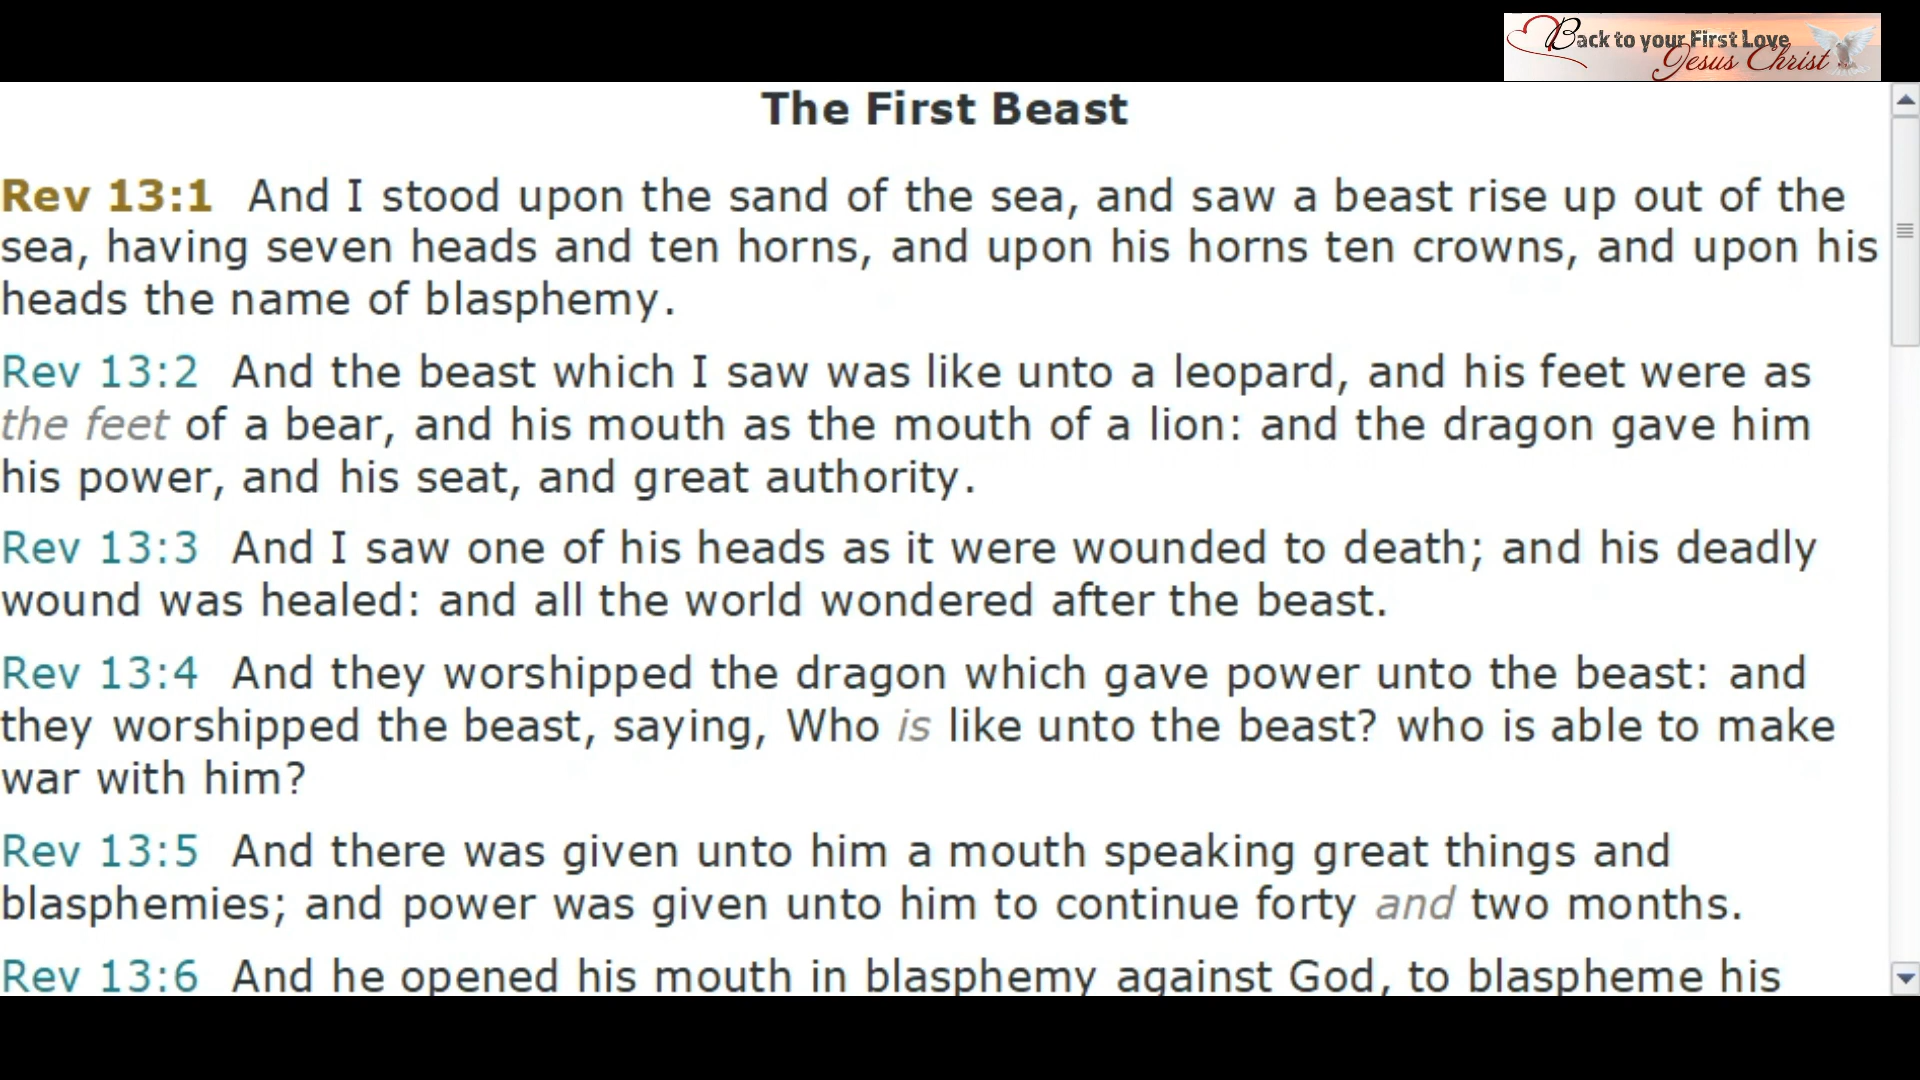 Back to your First Love
Jesus Christ
The First Beast
Rev 13:1 And I stood upon the sand of the sea, and saw a beast rise up out of the
sea, having seven heads and ten horns, and upon his horns ten crowns, and upon his
heads the name of blasphemy.
Rev 13:2 And the beast which I saw was like unto a leopard, and his feet were as
the feet of a bear, and his mouth as the mouth of a lion: and the dragon gave him
his power, and his seat, and great authority.
Rev 13:3 And I saw one of his heads as it were wounded to death; and his deadly
wound was healed: and all the world wondered after the beast.
Rev 13:4 And they worshipped the dragon which gave power unto the beast: and
they worshipped the beast, saying, Who is like unto the beast? who is able to make
war with him?
Rev 13:5 And there was given unto him a mouth speaking great things and
blasphemies; and power was given unto him to continue forty and two months.
Rev 13:6 And he opened his mouth in blasphemy against God, to blaspheme his